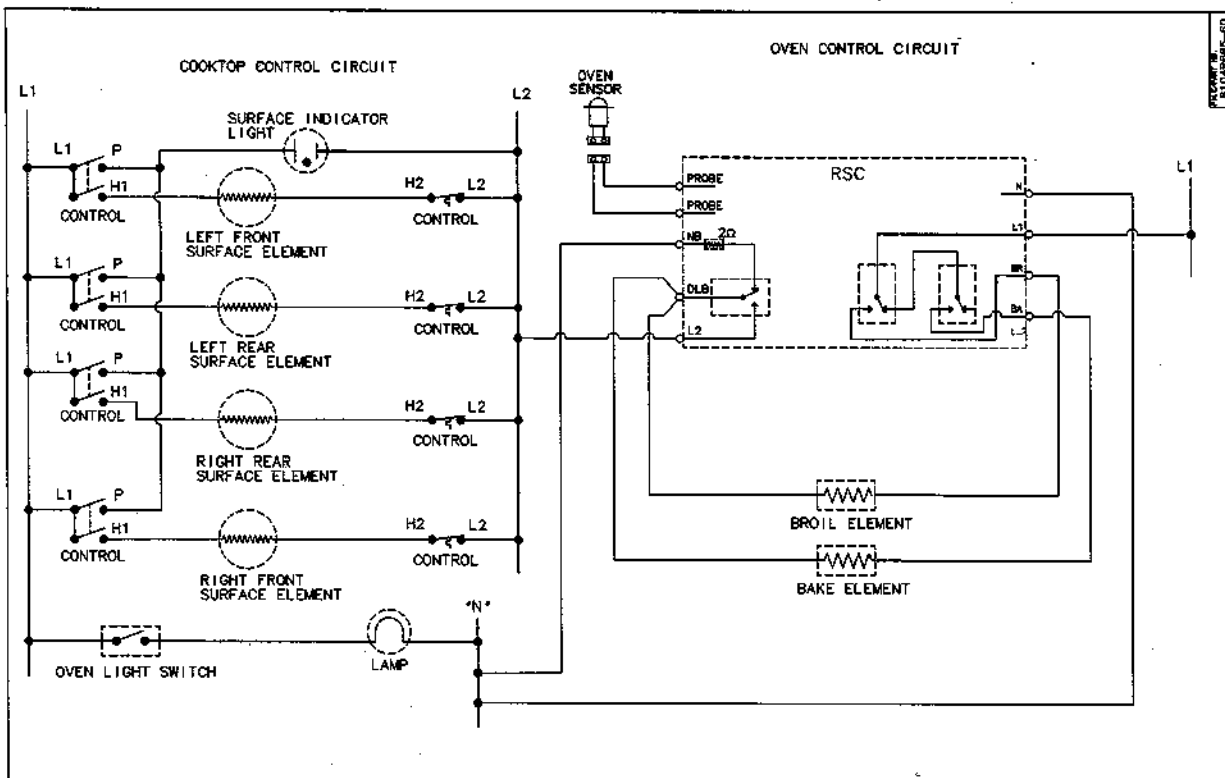 COOKTOP CONTROL CIRCUIT
OVEN CONTROL CIRCUIT
L1
L2
SURFACE INDICATOR
LIGHT
L1 P
H1
CONTROL
H2 L2
CONTROL
LEFT FRONT
SURFACE ELEMENT
L1 P
H1
CONTROL
H2 L2
CONTROL
LEFT REAR
SURFACE ELEMENT
L1 P
H1
CONTROL
H2 L2
CONTROL
RIGHT REAR
SURFACE ELEMENT
L1 P
H1
CONTROL
H2 L2
CONTROL
RIGHT FRONT
SURFACE ELEMENT
OVEN LIGHT SWITCH
LAMP
"N"
OVEN
SENSOR
RSC
L1
PROBE
PROBE
NB
2Ω
DLB
L2
N
L1
BR
BA
BROIL ELEMENT
BAKE ELEMENT